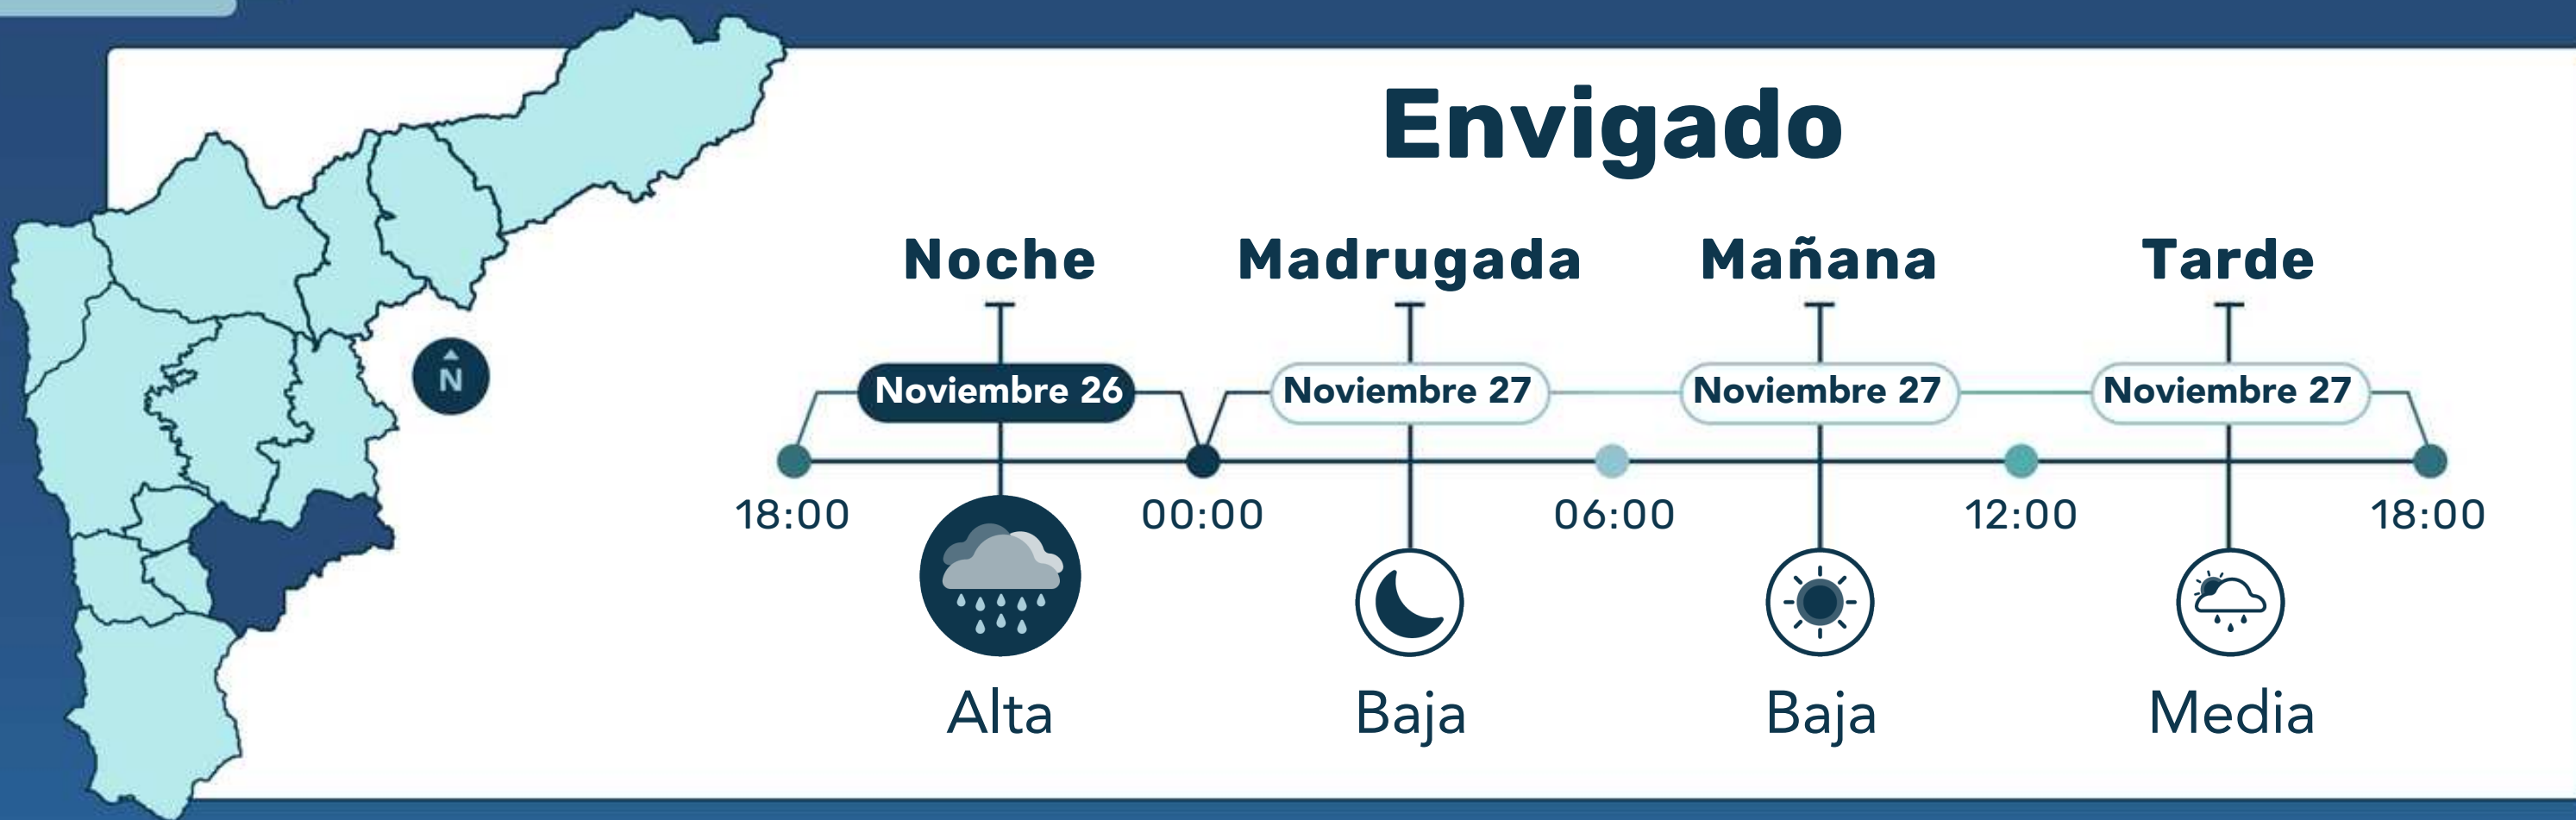 Envigado
Noche Madrugada Mañana Tarde
N
Noviembre 26 Noviembre 27 Noviembre 27 Noviembre 27
18:00 00:00 06:00 12:00 18:00
Alta Baja Baja Media